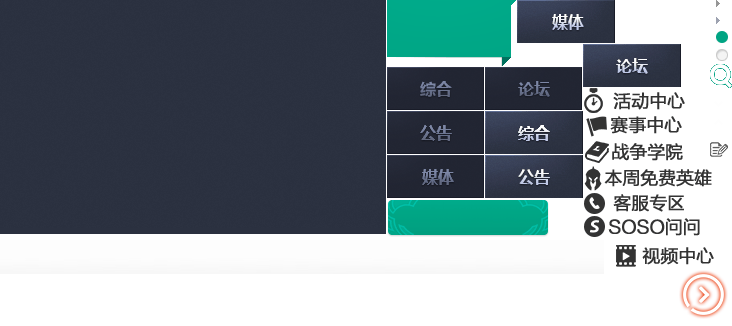 媒体
论坛
综合 论坛
公告 综合
媒体 公告
活动中心
赛事中心
战争学院
本周免费英雄
客服专区
SOSO问问
视频中心